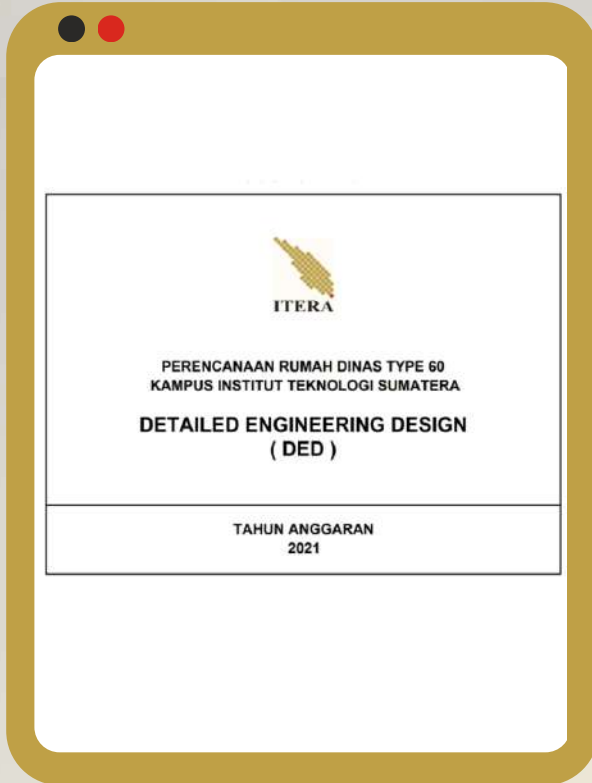 ITERA
PERENCANAAN RUMAH DINAS TYPE 60
KAMPUS INSTITUT TEKNOLOGI SUMATERA
DETAILED ENGINEERING DESIGN
( DED )
TAHUN ANGGARAN
2021